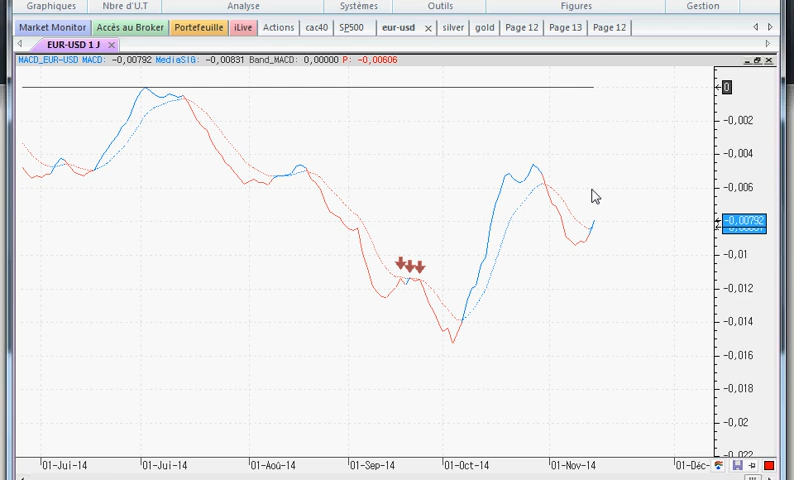 Graphiques Nbre d'U.T Analyse Systèmes Outils Figures Gestion
Market Monitor Accès au Broker Portefeuille iLive Actions cac40 SP500 eur-usd silver gold Page 12 Page 13 Page 12
EUR-USD 1 J
MACD_EUR-USD MACD: -0,00792 MediaSIG: -0,00831 Band_MACD: 0,00000 P: -0,00606
0
-0,002
-0,004
-0,006
-0,00792
-0,01
-0,012
-0,014
-0,016
-0,018
-0,02
-0,022
01-Jui-14 01-Jui-14 01-Aoû-14 01-Sep-14 01-Oct-14 01-Nov-14 01-Déc-